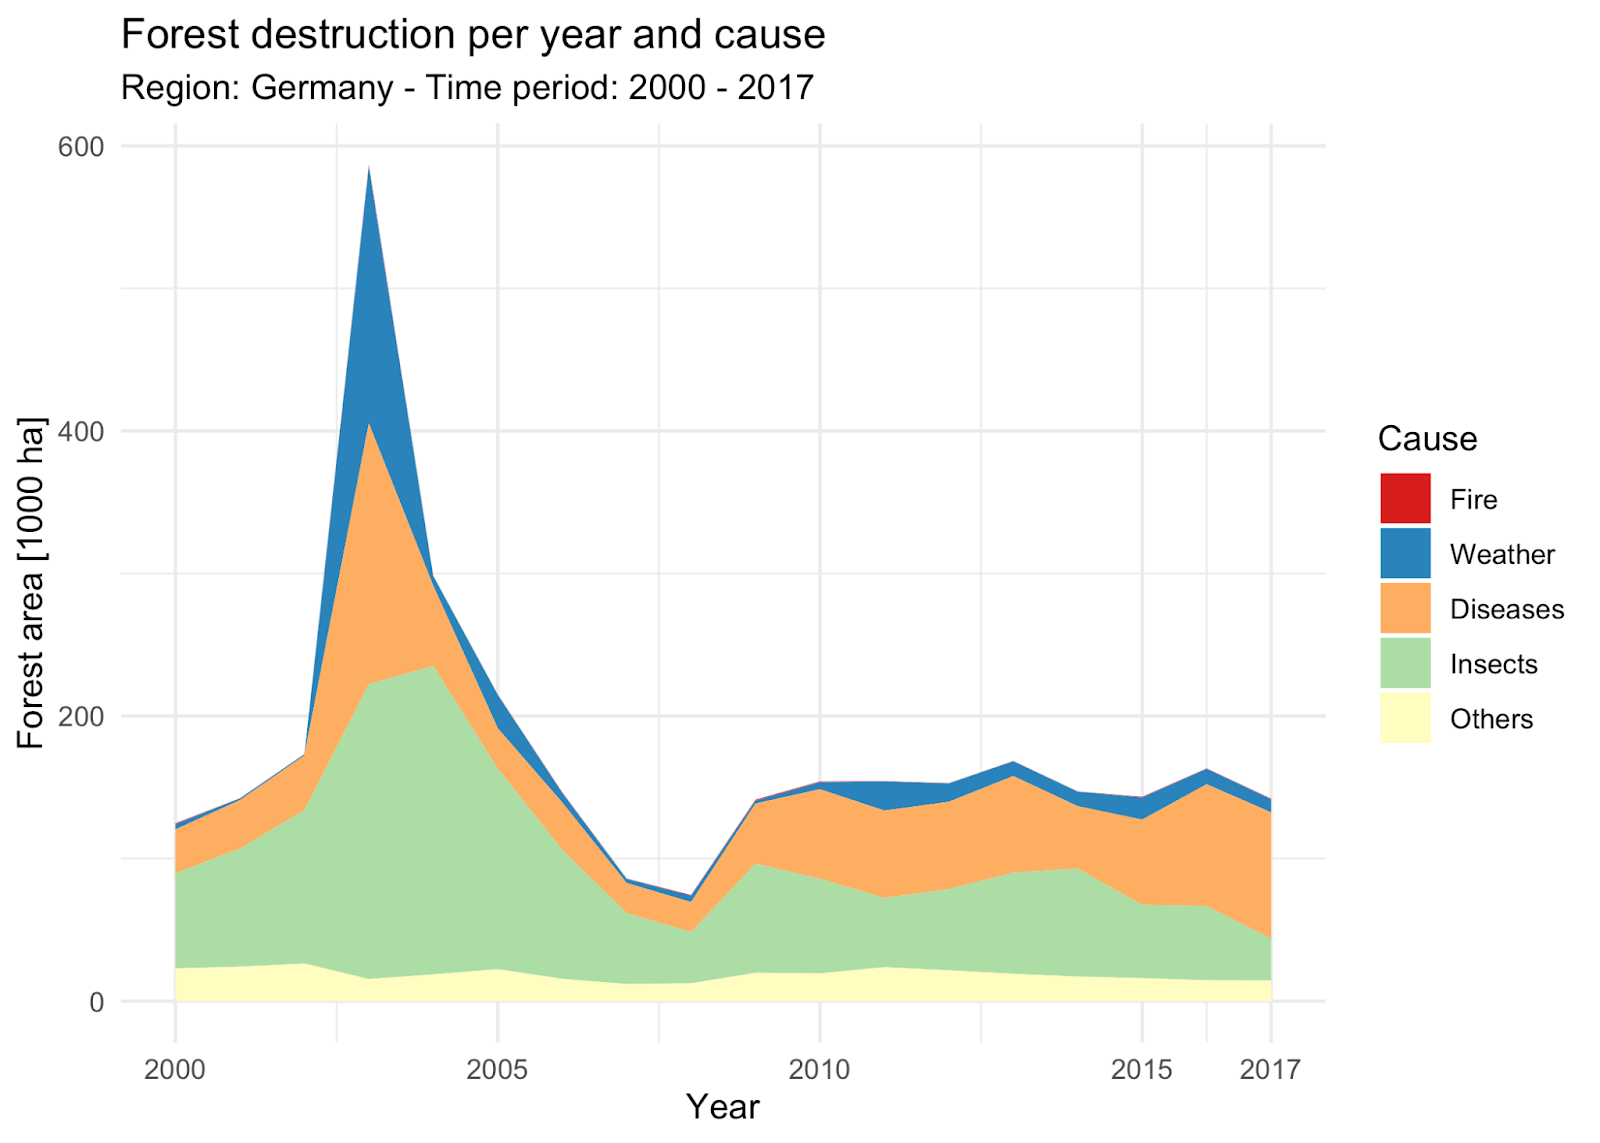 Forest destruction per year and cause
Region: Germany - Time period: 2000 - 2017
Forest area [1000 ha]
600
400
200
0
2000 2005 2010 2015 2017
Year
Cause
Fire
Weather
Diseases
Insects
Others